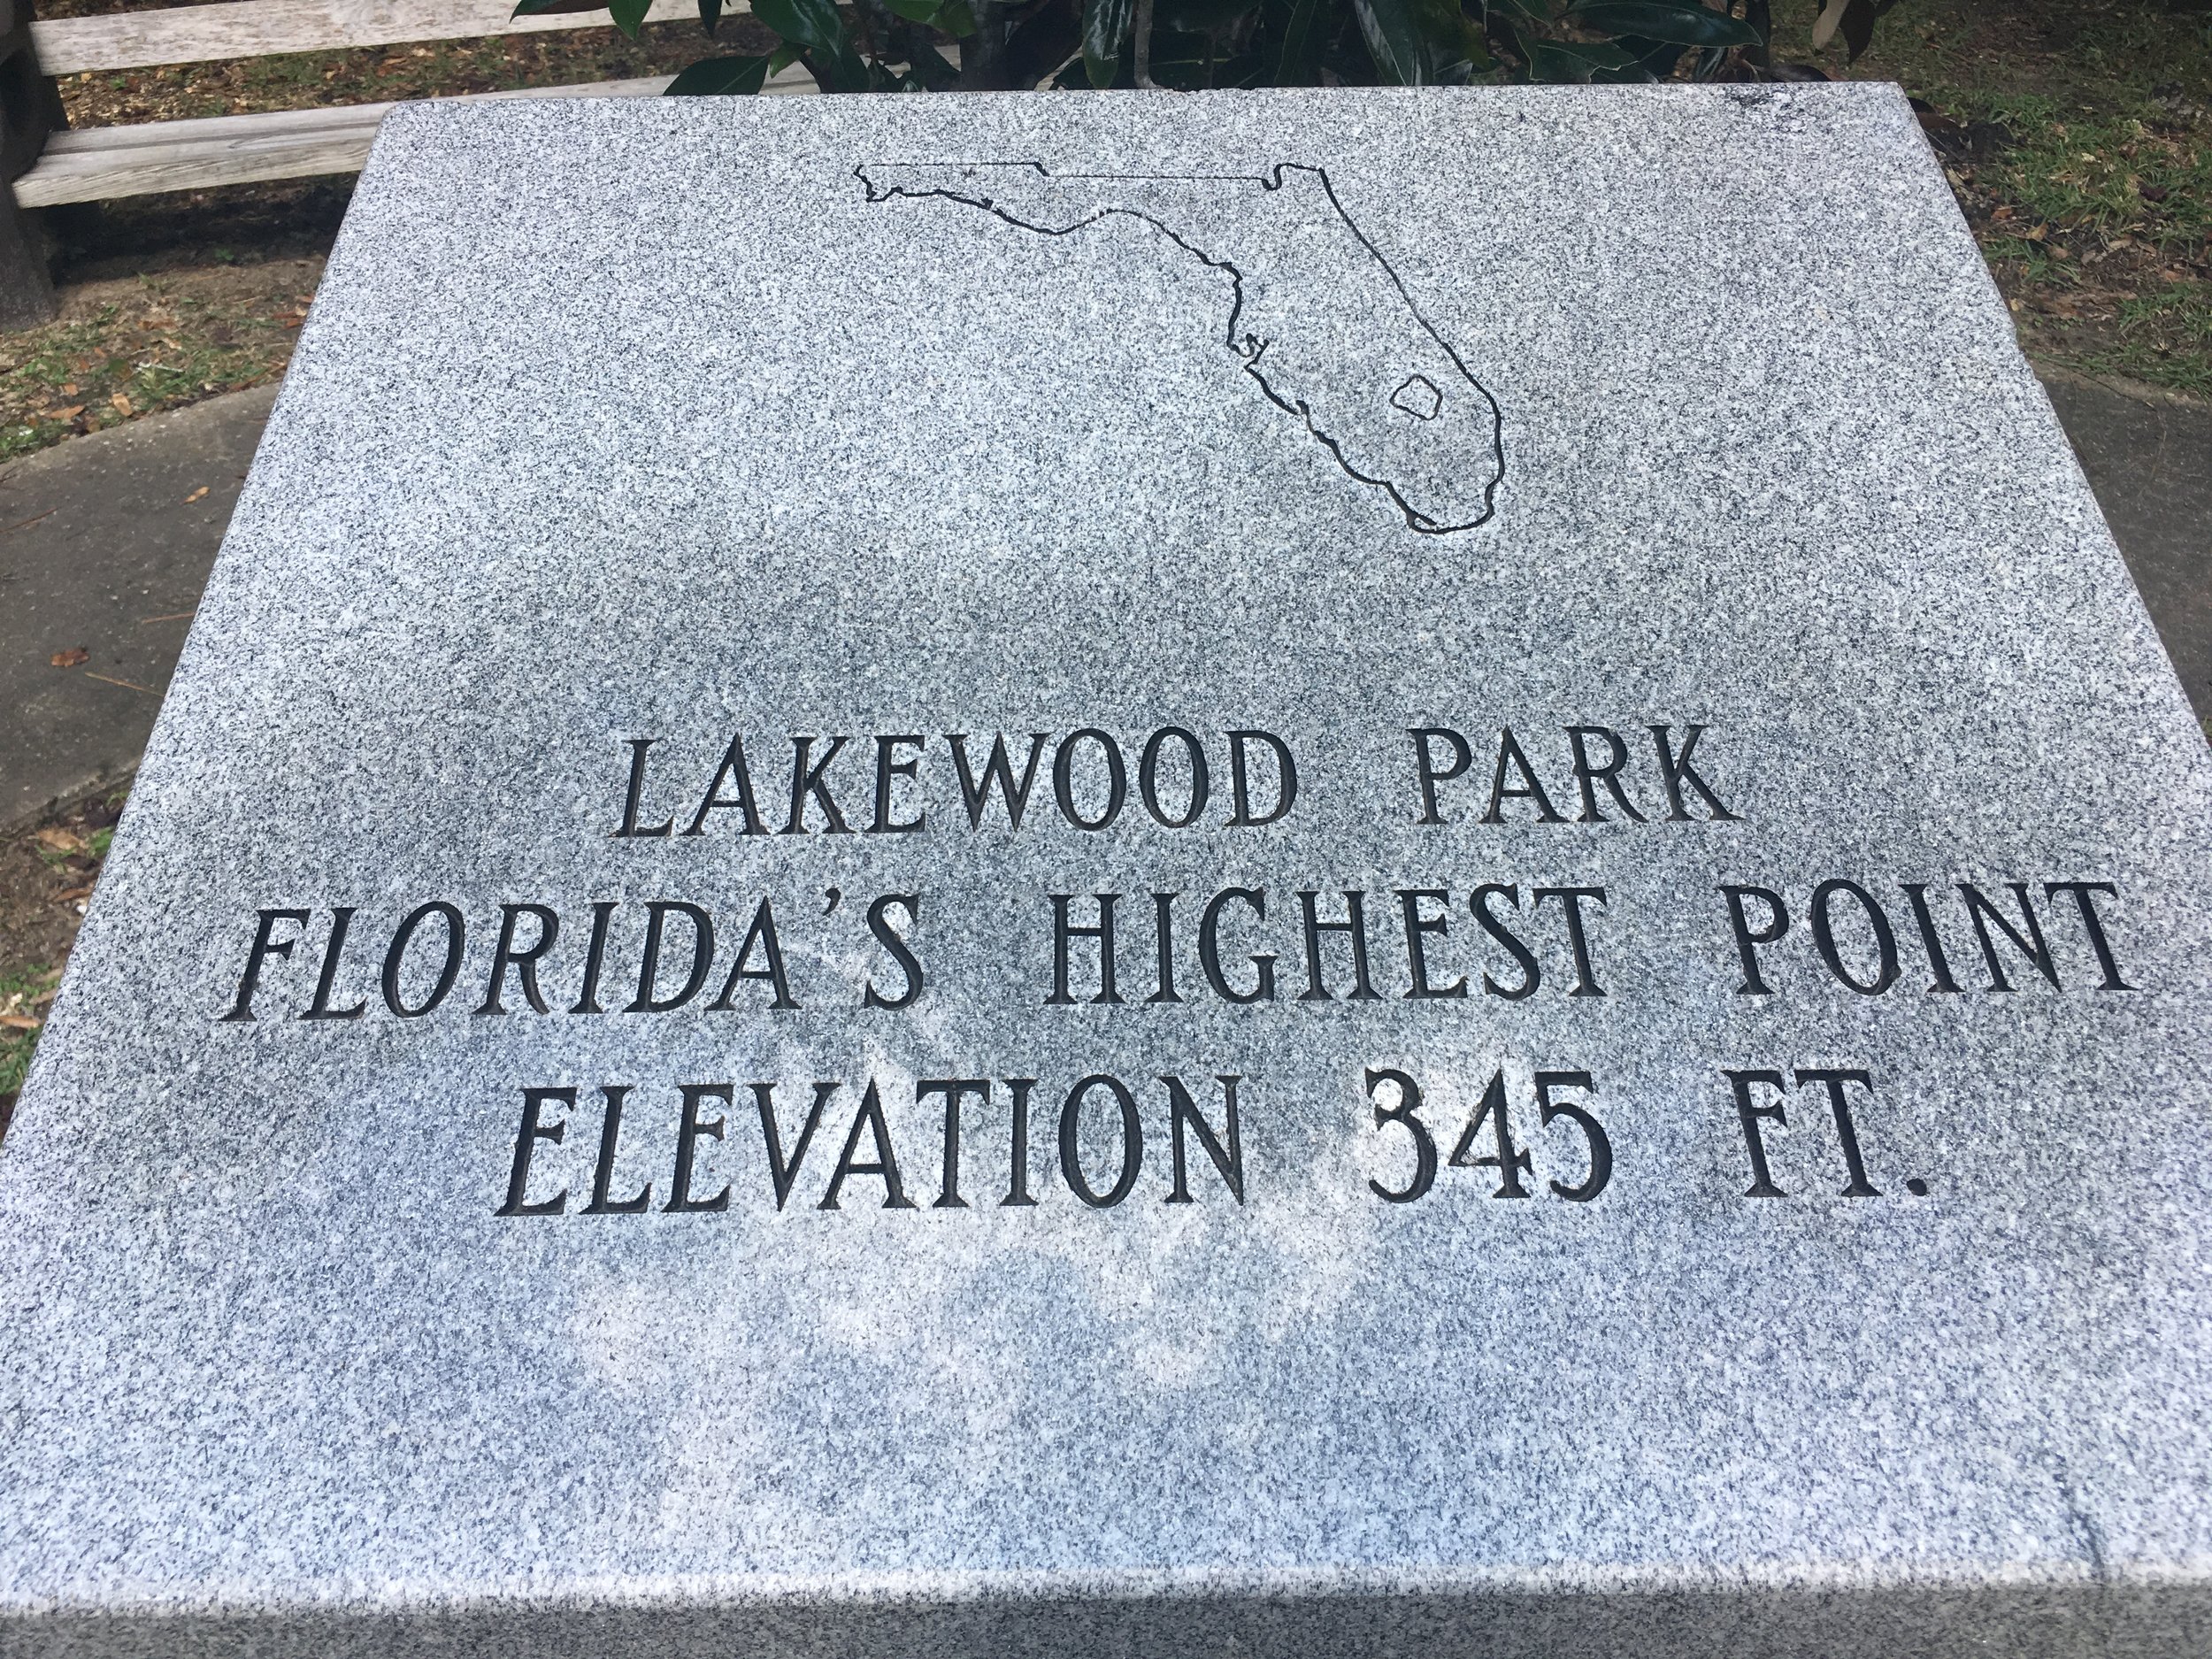 LAKEWOOD PARK
FLORIDA'S HIGHEST POINT
ELEVATION 345 FT.